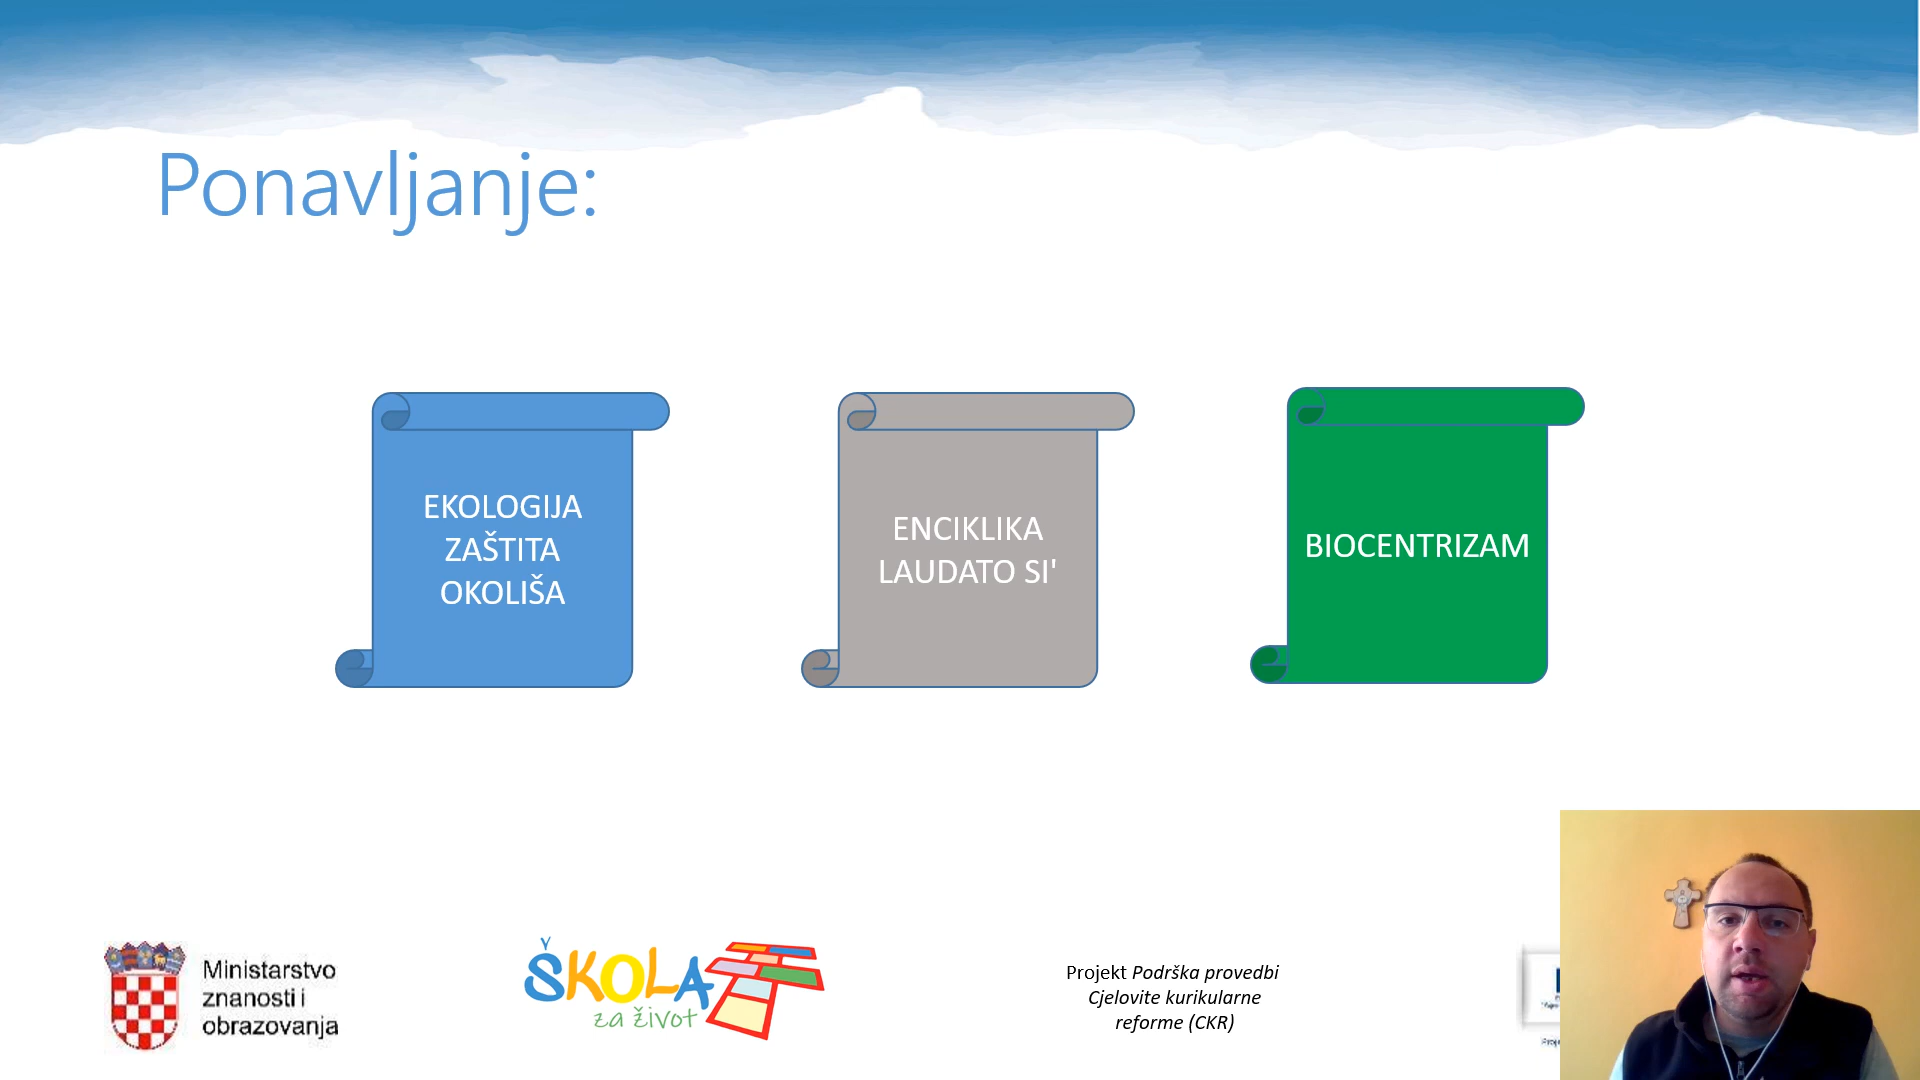 Ponavljanje:
EKOLOGIJA
ZAŠTITA
OKOLIŠA
ENCIKLIKA
LAUDATO SI'
BIOCENTRIZAM
Ministarstvo
znanosti i
obrazovanja
ŠKOLA
za život
Projekt Podrška provedbi
Cjelovite kurikularne
reforme (CKR)